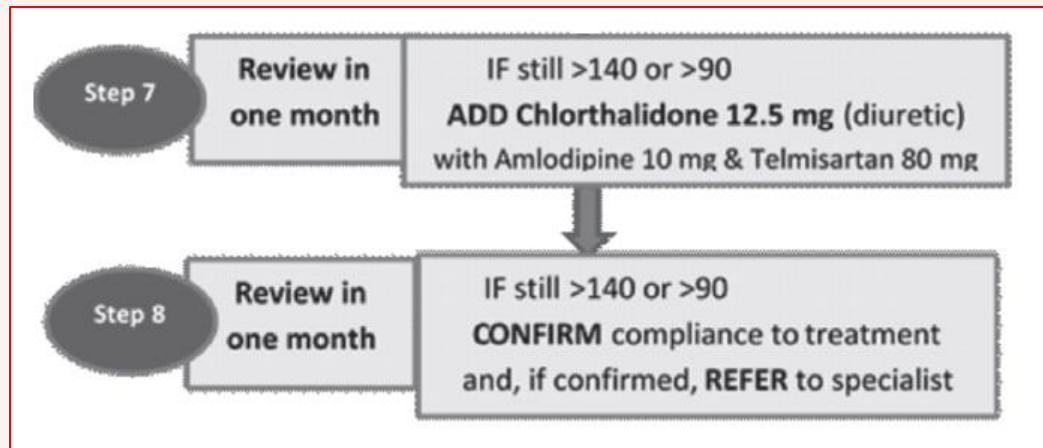 Step 7
Review in
one month
IF still >140 or >90
ADD Chlorthalidone 12.5 mg (diuretic)
with Amlodipine 10 mg & Telmisartan 80 mg
Step 8
Review in
one month
IF still >140 or >90
CONFIRM compliance to treatment
and, if confirmed, REFER to specialist